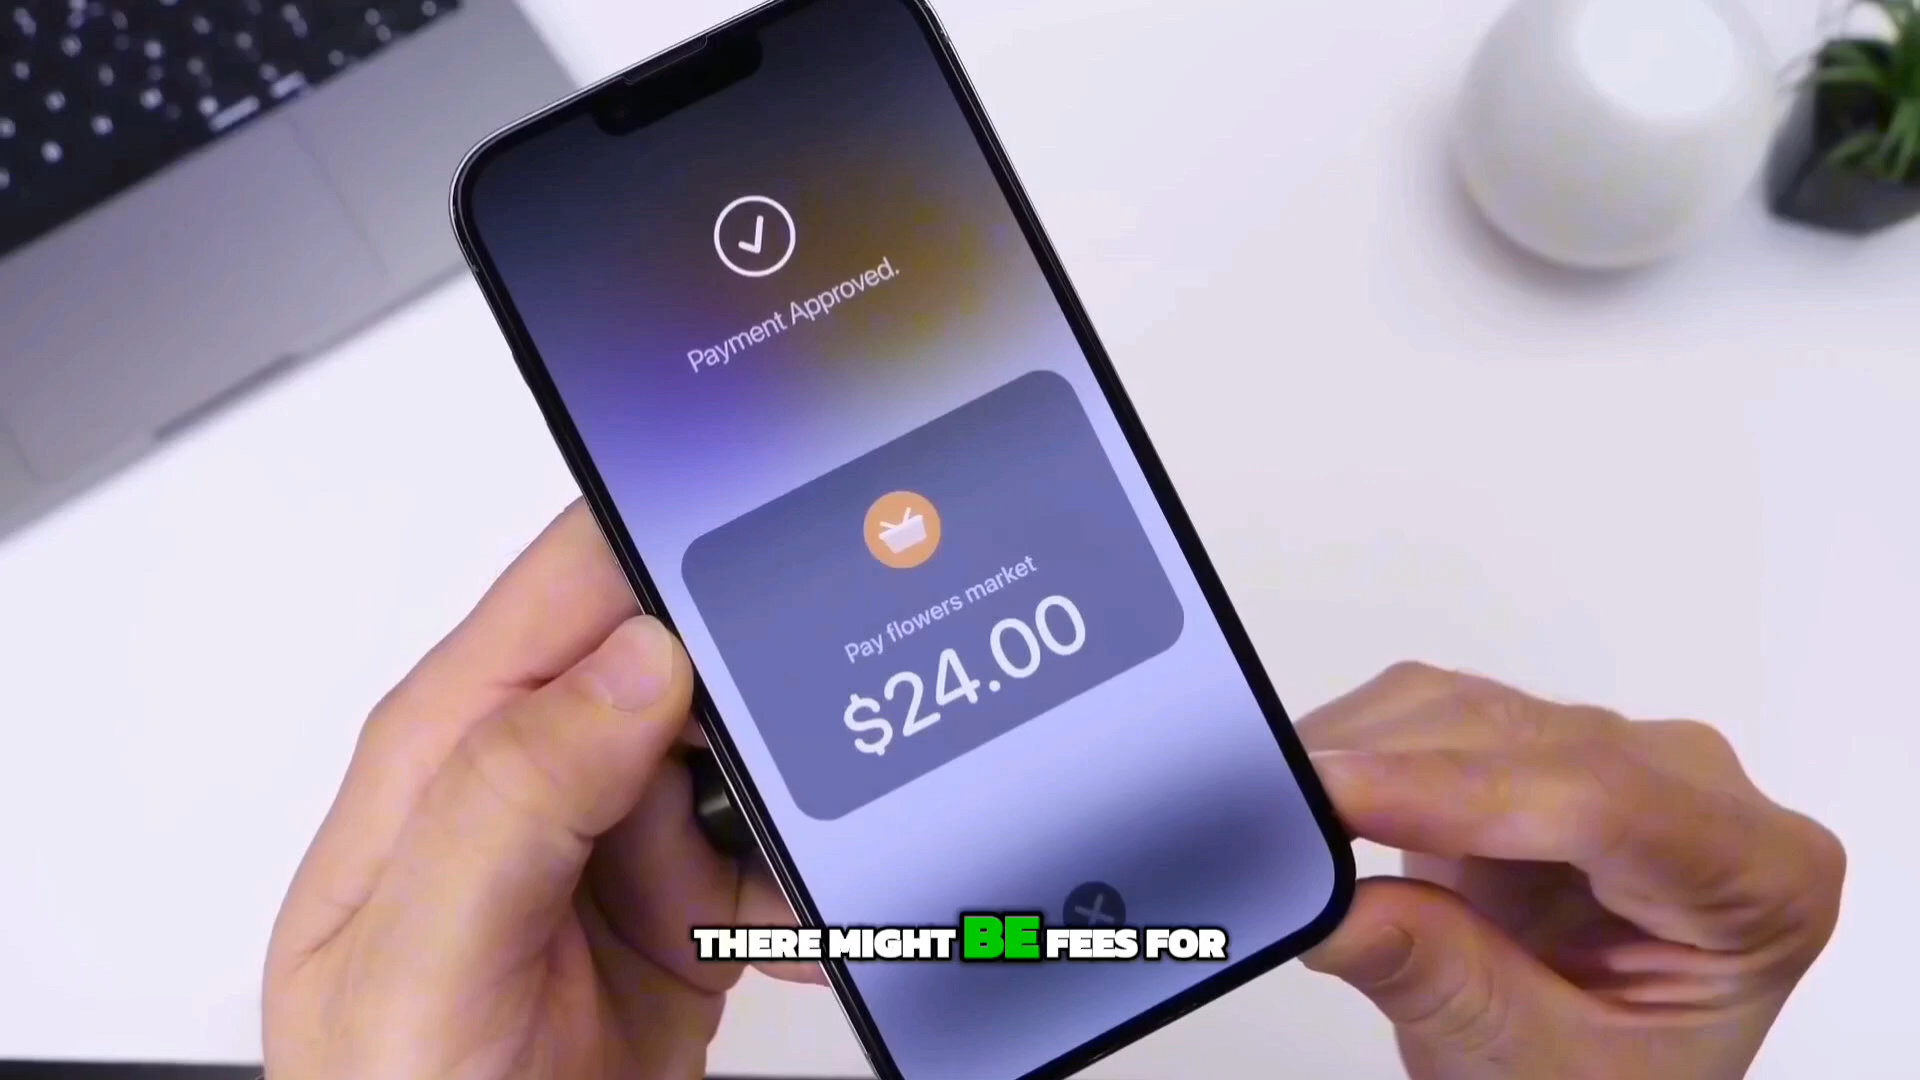 Payment Approved.
Pay flowers market
$24.00
THERE MIGHT BE FEES FOR